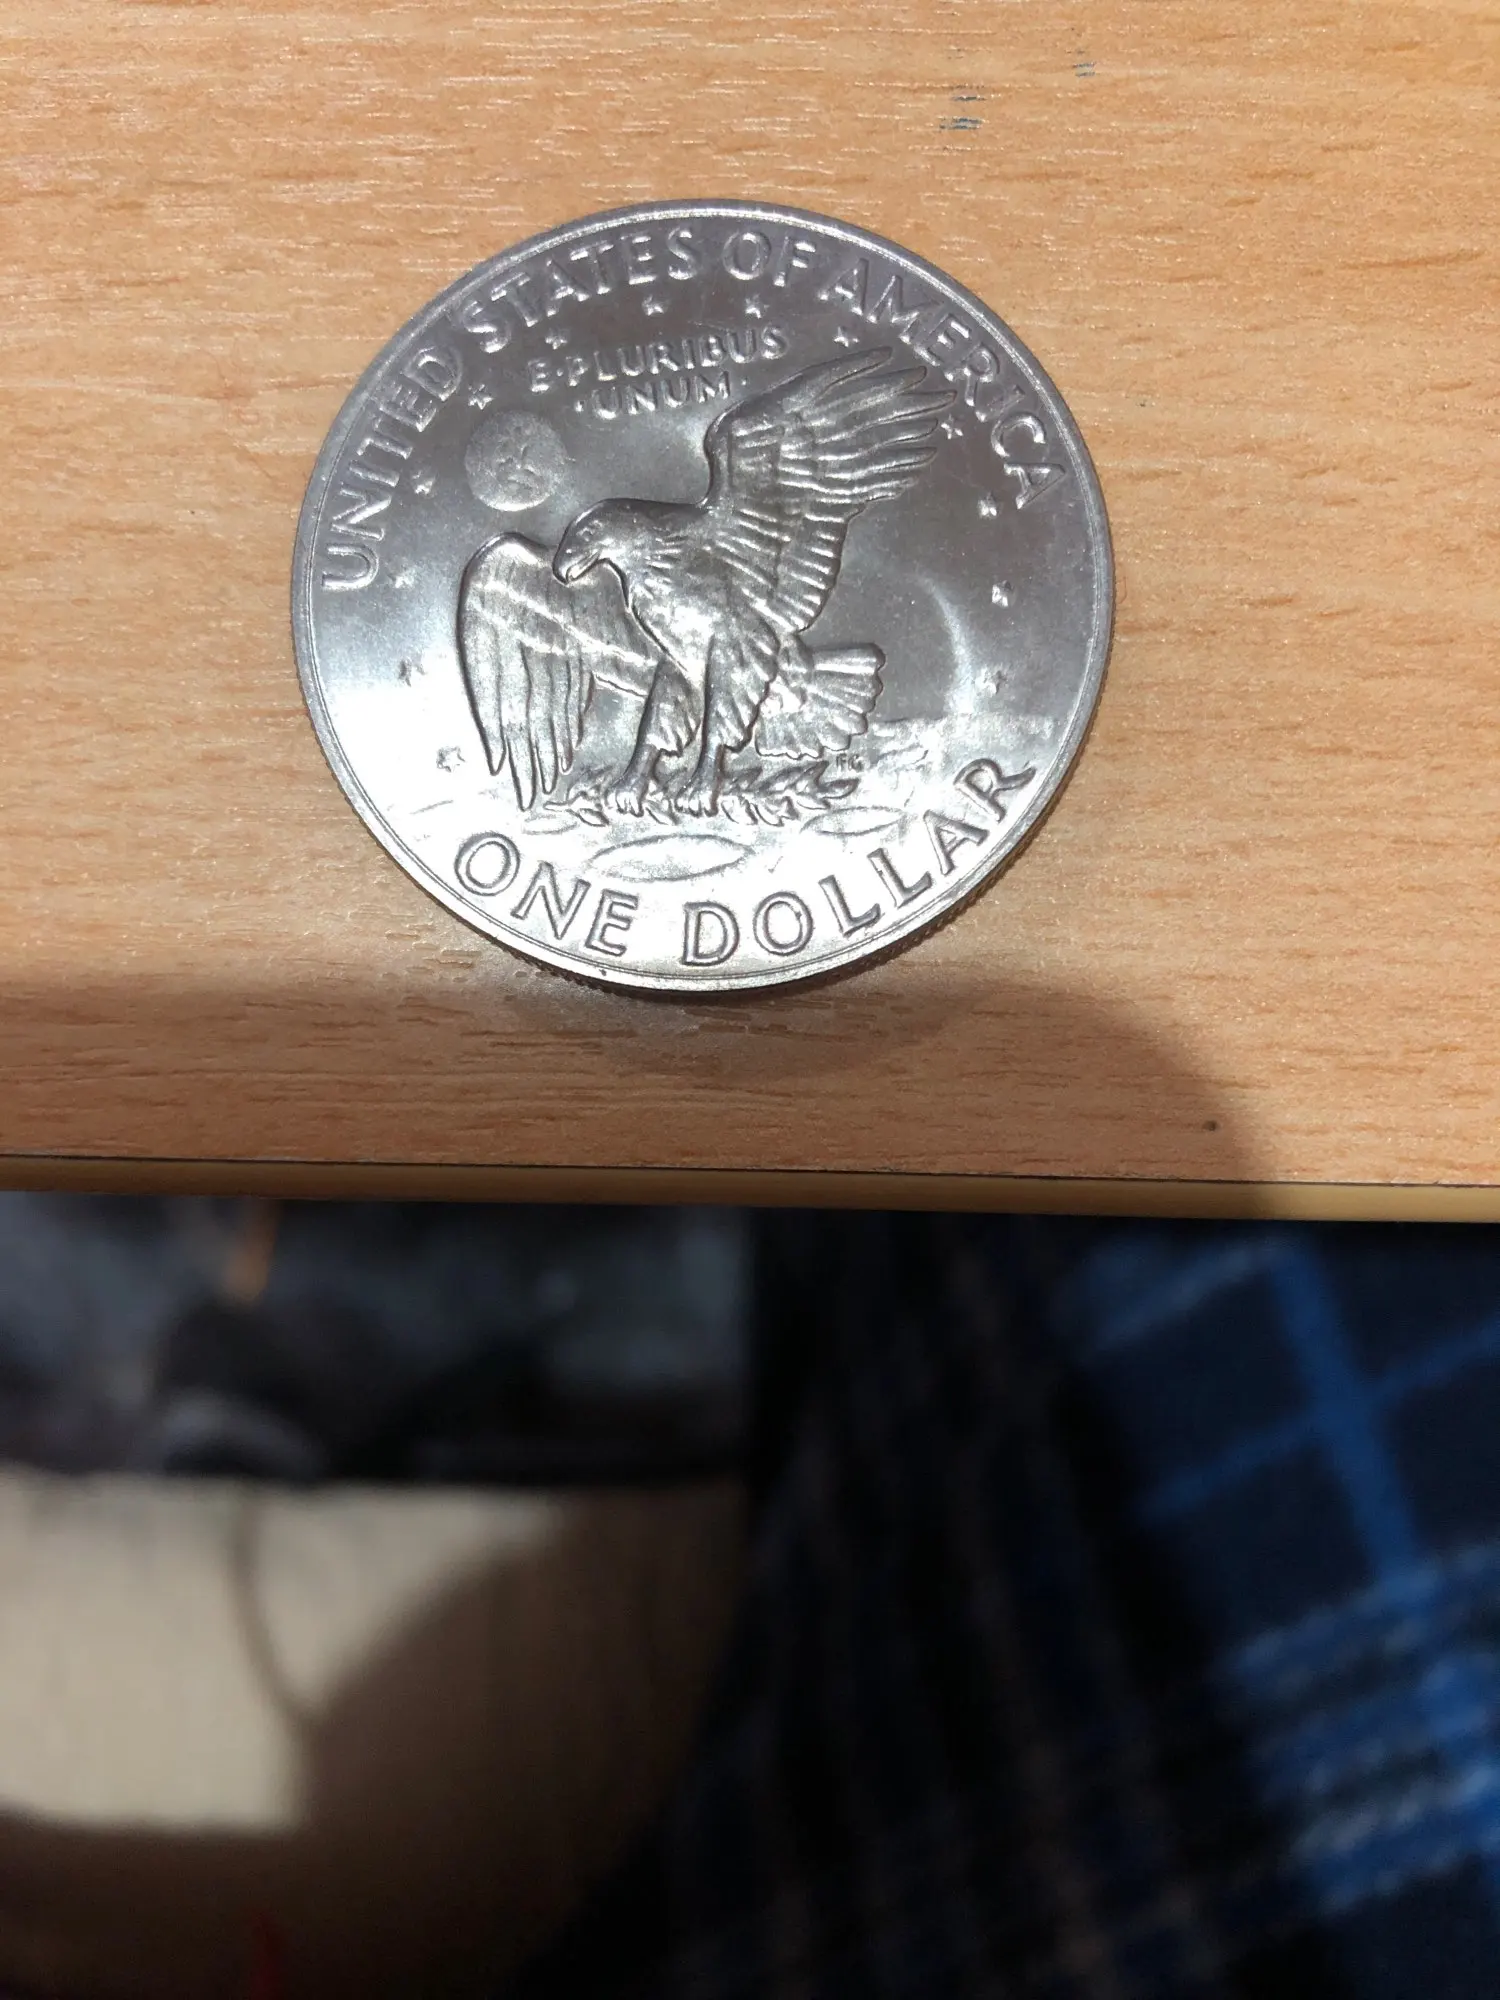 UNITED STATES OF AMERICA
E·PLURIBUS
·UNUM·
FG
ONE DOLLAR